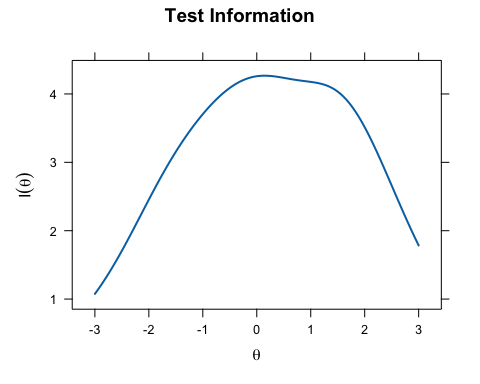 Test Information
I(θ)
4
3
2
1
-3 -2 -1 0 1 2 3
θ